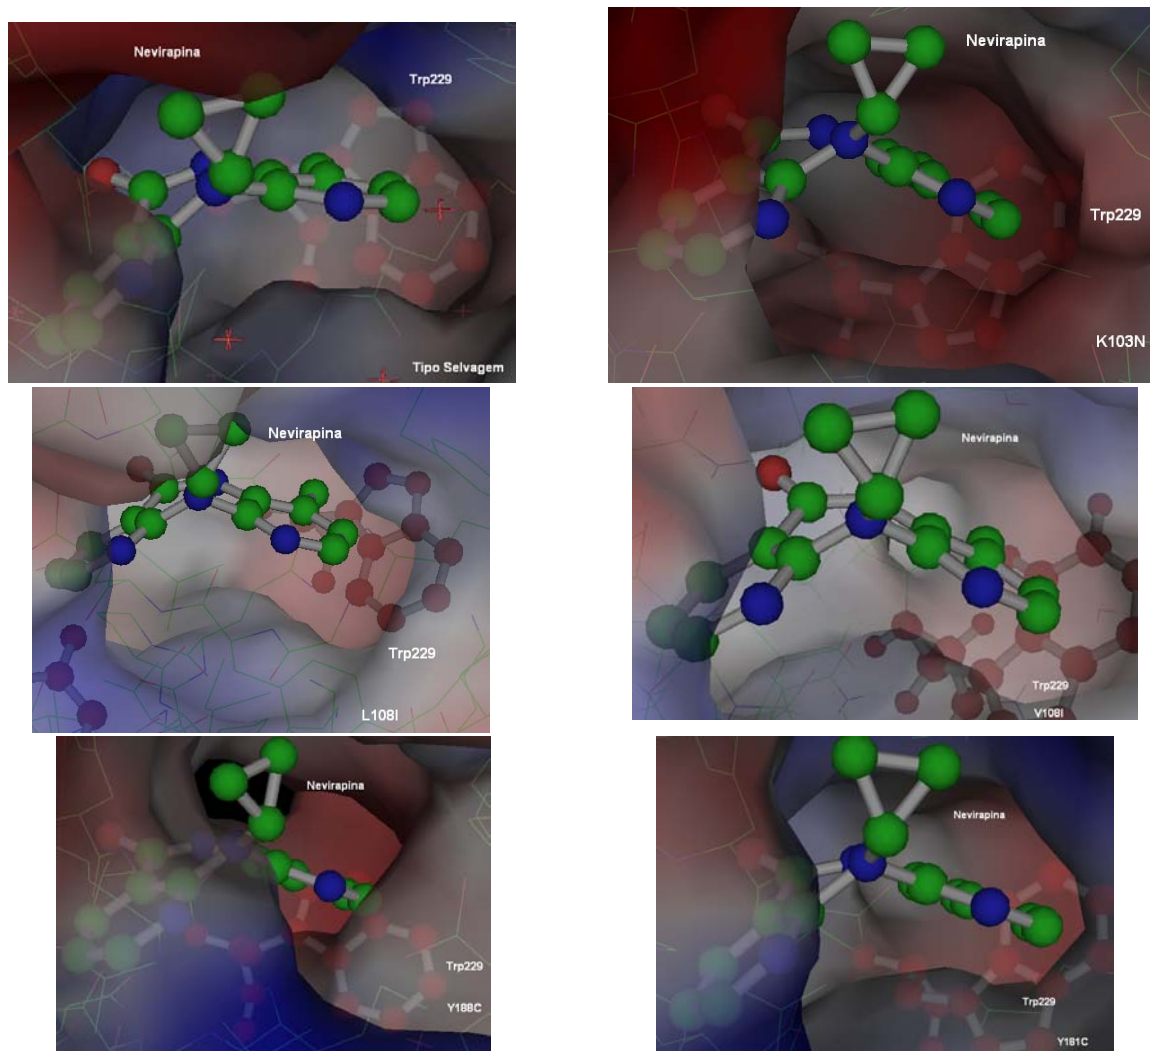 Nevirapina
Trp229
Tipo Selvagem
Nevirapina
Trp229
K103N
Nevirapina
Trp229
L108I
Nevirapina
Trp229
V108I
Nevirapina
Trp229
Y188C
Nevirapina
Trp229
Y181C